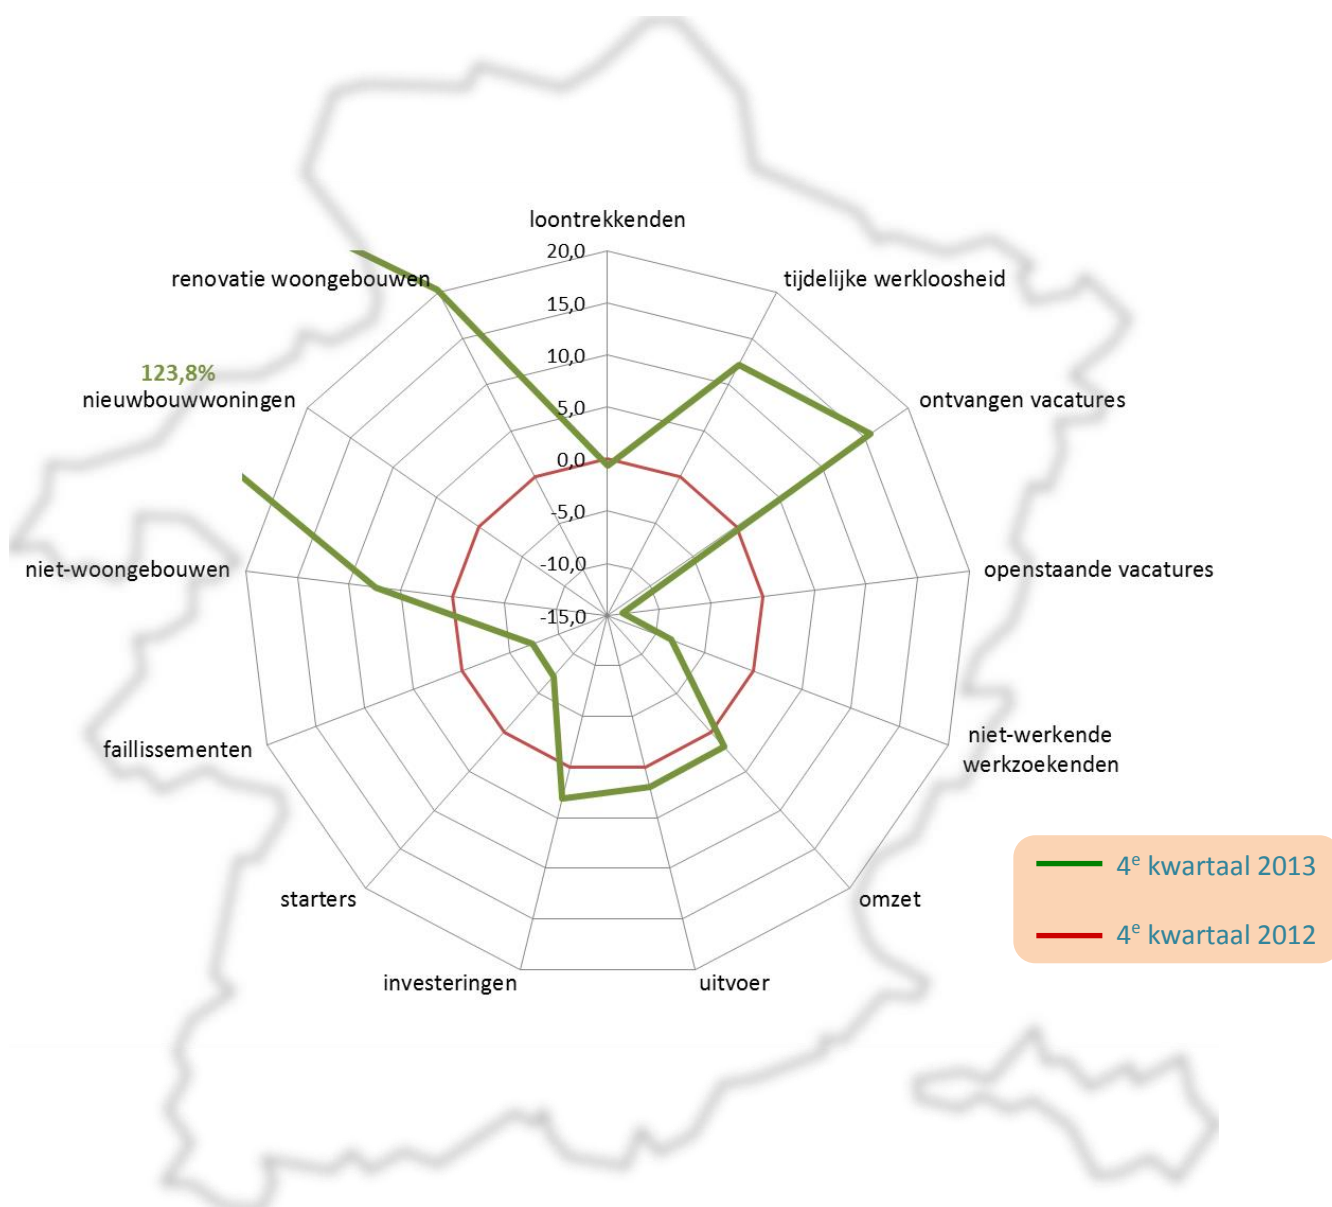 loontrekkenden
20,0
15,0
10,0
5,0
0,0
-5,0
-10,0
-15,0
tijdelijke werkloosheid
ontvangen vacatures
openstaande vacatures
niet-werkende
werkzoekenden
omzet
uitvoer
investeringen
starters
faillissementen
niet-woongebouwen
123,8%
nieuwbouwwoningen
renovatie woongebouwen
4e kwartaal 2013
4e kwartaal 2012